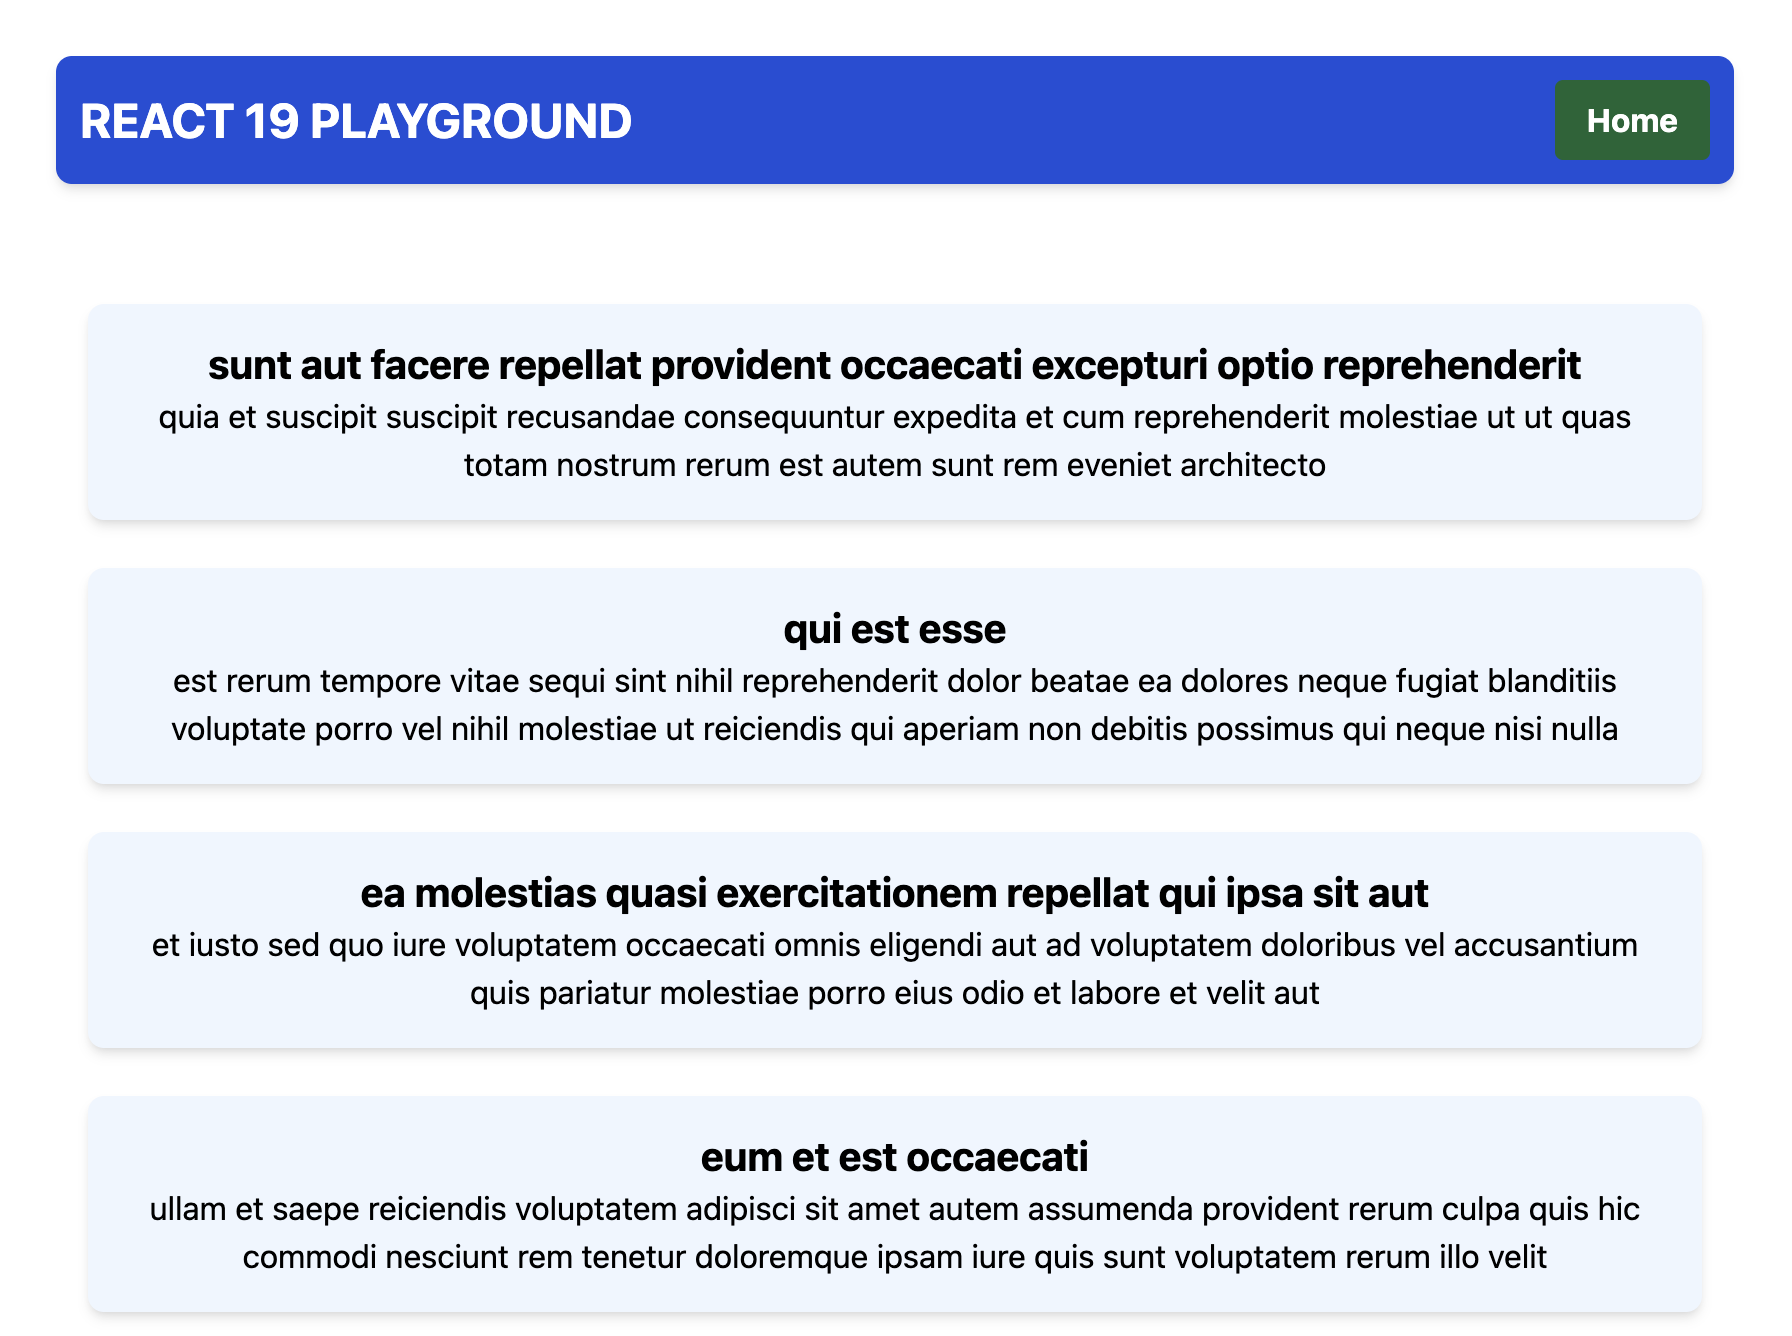 REACT 19 PLAYGROUND
Home
sunt aut facere repellat provident occaecati excepturi optio reprehenderit
quia et suscipit suscipit recusandae consequuntur expedita et cum reprehenderit molestiae ut ut quas
totam nostrum rerum est autem sunt rem eveniet architecto
qui est esse
est rerum tempore vitae sequi sint nihil reprehenderit dolor beatae ea dolores neque fugiat blanditiis
voluptate porro vel nihil molestiae ut reiciendis qui aperiam non debitis possimus qui neque nisi nulla
ea molestias quasi exercitationem repellat qui ipsa sit aut
et iusto sed quo iure voluptatem occaecati omnis eligendi aut ad voluptatem doloribus vel accusantium
quis pariatur molestiae porro eius odio et labore et velit aut
eum et est occaecati
ullam et saepe reiciendis voluptatem adipisci sit amet autem assumenda provident rerum culpa quis hic
commodi nesciunt rem tenetur doloremque ipsam iure quis sunt voluptatem rerum illo velit